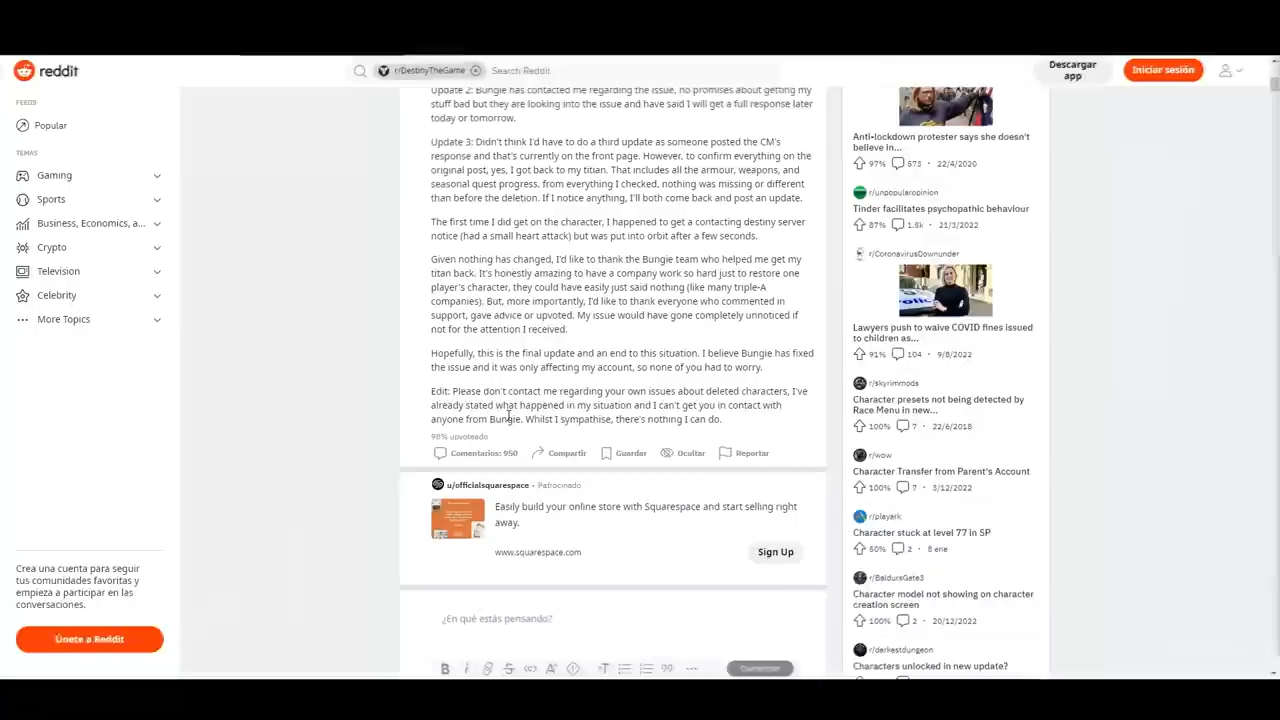 reddit
r/DestinyTheGame
Search Reddit
Descargar app
Iniciar sesión
FEEDS
Popular
TEMAS
Gaming
Sports
Business, Economics, a...
Crypto
Television
Celebrity
More Topics
Crea una cuenta para seguir
tus comunidades favoritas y
empieza a participar en las
conversaciones.
Únete a Reddit
Update 2: Bungie has contacted me regarding the issue, no promises about getting my
stuff bad but they are looking into the issue and have said I will get a full response later
today or tomorrow.
Update 3: Didn't think I'd have to do a third update as someone posted the CM's
response and that's currently on the front page. However, to confirm everything on the
original post, yes, I got back to my titian. That includes all the armour, weapons, and
seasonal quest progress. from everything I checked, nothing was missing or different
than before the deletion. If I notice anything, I'll both come back and post an update.
The first time I did get on the character, I happened to get a contacting destiny server
notice (had a small heart attack) but was put into orbit after a few seconds.
Given nothing has changed, I'd like to thank the Bungie team who helped me get my
titan back. It's honestly amazing to have a company work so hard just to restore one
player's character, they could have easily just said nothing (like many triple-A
companies). But, more importantly, I'd like to thank everyone who commented in
support, gave advice or upvoted. My issue would have gone completely unnoticed if
not for the attention I received.
Hopefully, this is the final update and an end to this situation. I believe Bungie has fixed
the issue and it was only affecting my account, so none of you had to worry.
Edit: Please don't contact me regarding your own issues about deleted characters, I've
already stated what happened in my situation and I can't get you in contact with
anyone from Bungie. Whilst I sympathise, there's nothing I can do.
98% upvoteado
Comentarios: 950 Compartir Guardar Ocultar Reportar
u/officialsquarespace • Patrocinado
Easily build your online store with Squarespace and start selling right
away.
www.squarespace.com
Sign Up
¿En qué estás pensando?
Comentar
Anti-lockdown protester says she doesn't
believe in...
97% 673 • 22/4/2020
r/unpopularopinion
Tinder facilitates psychopathic behaviour
87% 1.8k • 21/3/2022
r/CoronavirusDownunder
Lawyers push to waive COVID fines issued
to children as...
91% 104 • 9/8/2022
r/skyrimmods
Character presets not being detected by
Race Menu in new...
100% 7 • 22/6/2018
r/wow
Character Transfer from Parent's Account
100% 7 • 3/12/2022
r/playark
Character stuck at level 77 in SP
50% 2 • 8 ene
r/BaldursGate3
Character model not showing on character
creation screen
100% 2 • 20/12/2022
r/darkestdungeon
Characters unlocked in new update?